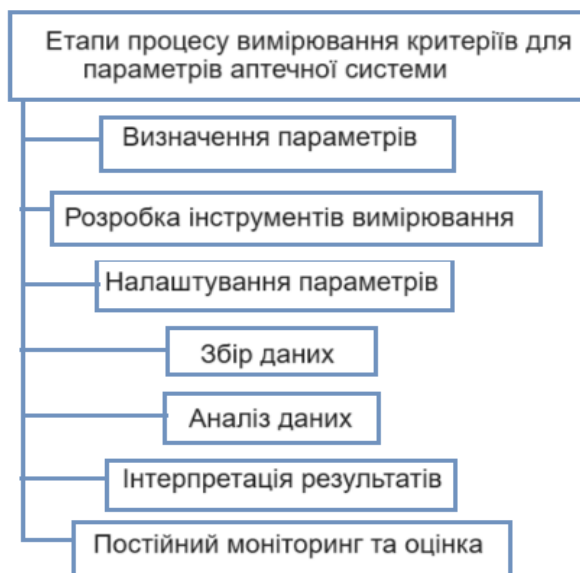 Етапи процесу вимірювання критеріїв для
параметрів аптечної системи
Визначення параметрів
Розробка інструментів вимірювання
Налаштування параметрів
Збір даних
Аналіз даних
Інтерпретація результатів
Постійний моніторинг та оцінка